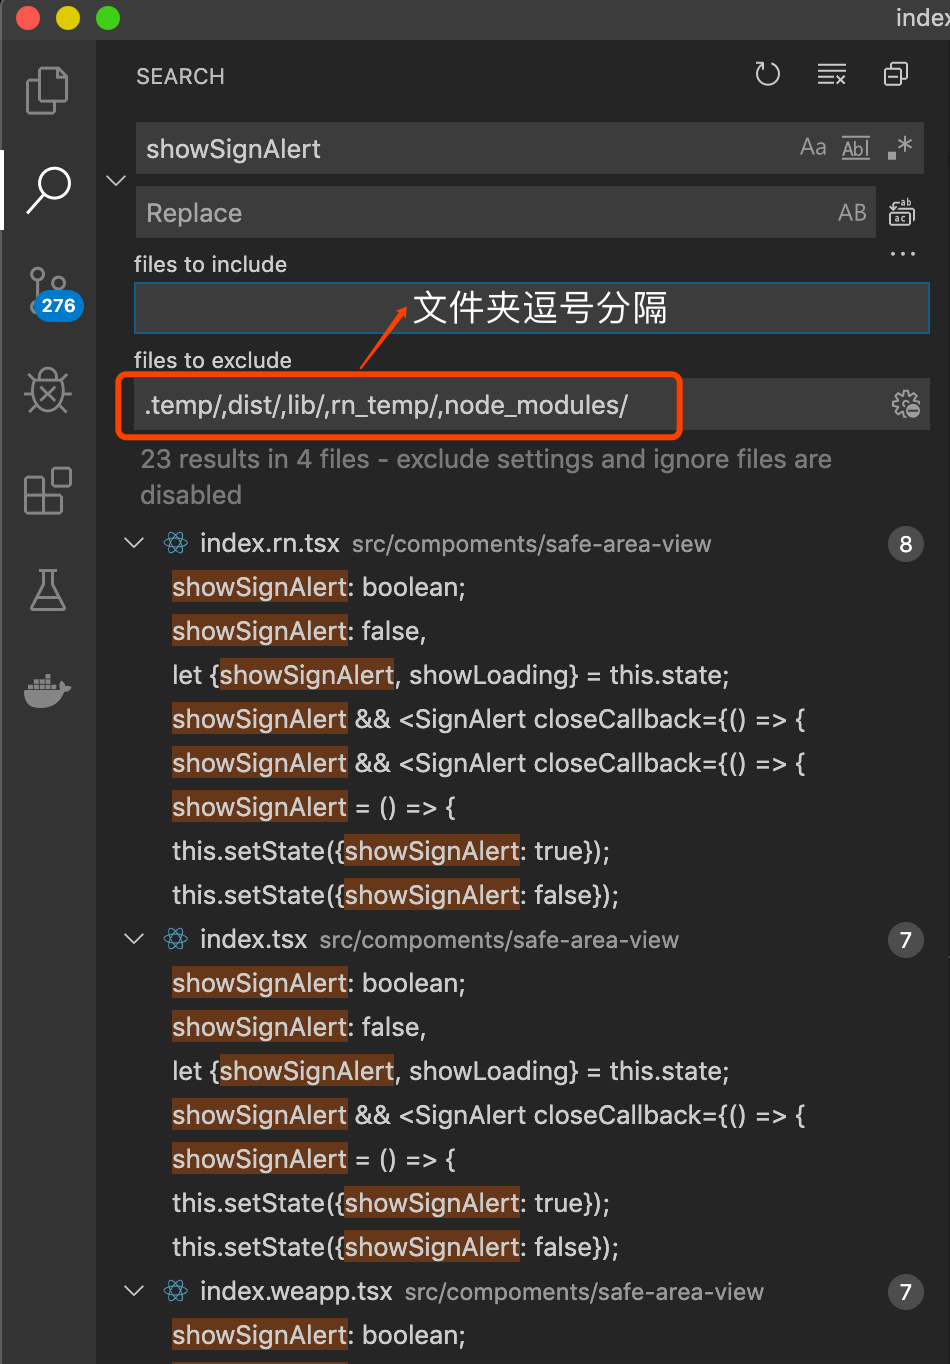 index
SEARCH
showSignAlert Aa Abl .*
Replace AB ab ac
files to include ...
文件夹逗号分隔
276
files to exclude
.temp/,dist/,lib/,rn_temp/,node_modules/
23 results in 4 files - exclude settings and ignore files are
disabled
index.rn.tsx src/compoments/safe-area-view 8
showSignAlert: boolean;
showSignAlert: false,
let {showSignAlert, showLoading} = this.state;
showSignAlert && <SignAlert closeCallback={() => {
showSignAlert && <SignAlert closeCallback={() => {
showSignAlert = () => {
this.setState({showSignAlert: true});
this.setState({showSignAlert: false});
index.tsx src/compoments/safe-area-view 7
showSignAlert: boolean;
showSignAlert: false,
let {showSignAlert, showLoading} = this.state;
showSignAlert && <SignAlert closeCallback={() => {
showSignAlert = () => {
this.setState({showSignAlert: true});
this.setState({showSignAlert: false});
index.weapp.tsx src/compoments/safe-area-view 7
showSignAlert: boolean;